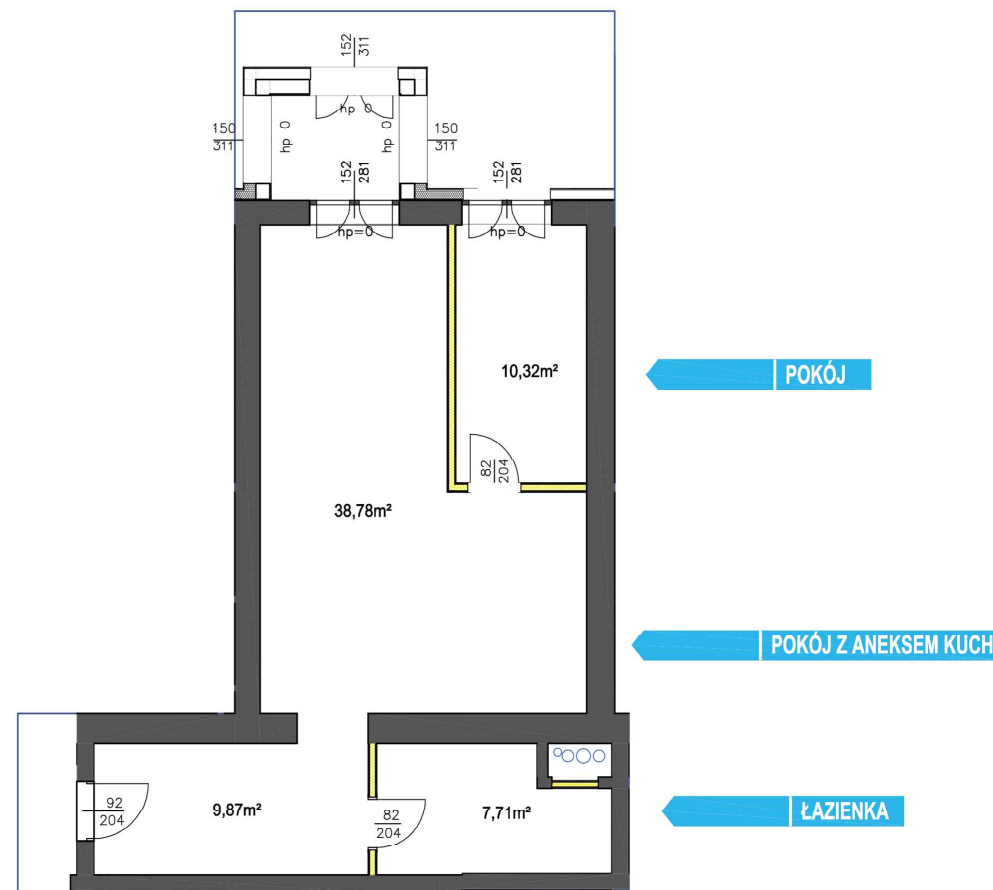 152
311
hp 0
150
311
hp 0
hp 0
150
311
152
281
hp=0
152
281
hp=0
10,32m²
POKÓJ
82
204
38,78m²
POKÓJ Z ANEKSEM KUCH
92
204
9,87m²
82
204
7,71m²
ŁAZIENKA